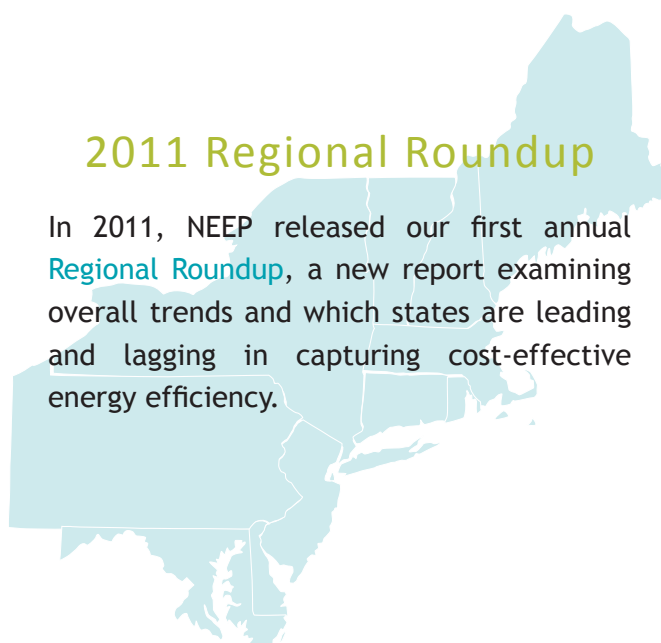 2011 Regional Roundup
In 2011, NEEP released our first annual
Regional Roundup, a new report examining
overall trends and which states are leading
and lagging in capturing cost-effective
energy efficiency.